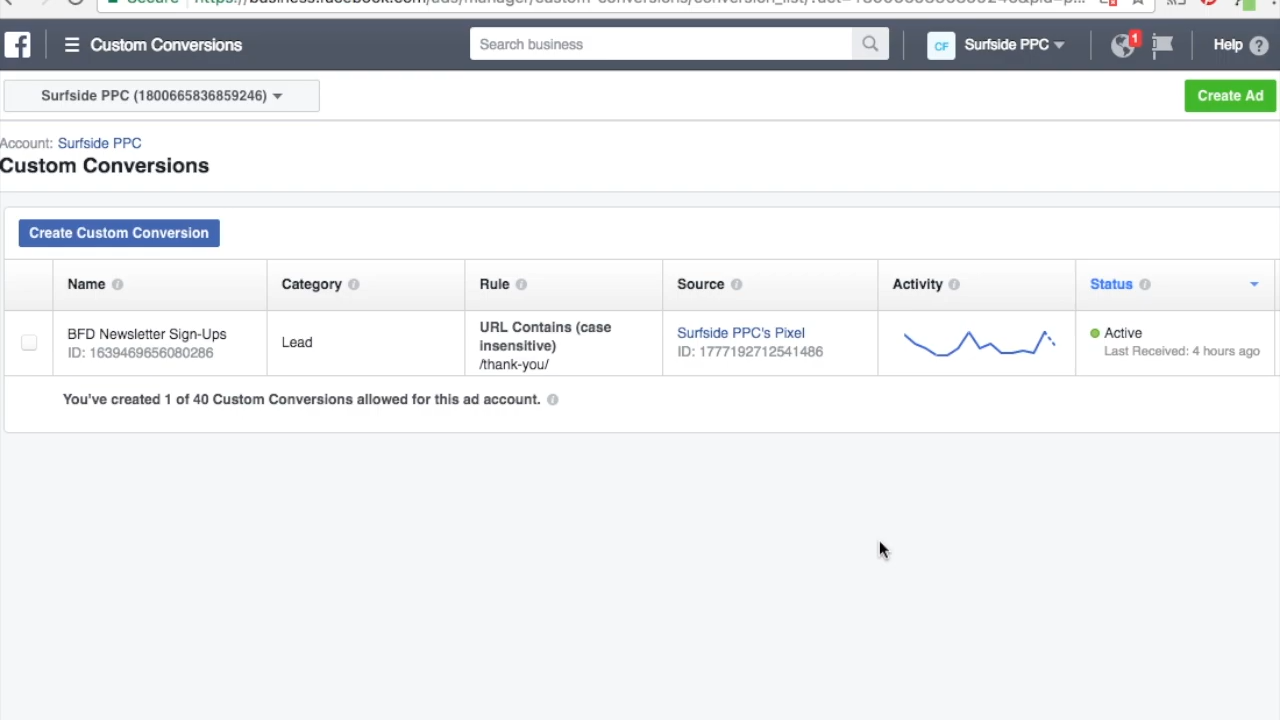 Custom Conversions
Search business
CF
Surfside PPC
1
Help ?
Surfside PPC (1800665836859246)
Create Ad
Account: Surfside PPC
Custom Conversions
Create Custom Conversion
Name
Category
Rule
Source
Activity
Status
BFD Newsletter Sign-Ups
ID: 1639469656080286
Lead
URL Contains (case
insensitive)
/thank-you/
Surfside PPC's Pixel
ID: 1777192712541486
Active
Last Received: 4 hours ago
You've created 1 of 40 Custom Conversions allowed for this ad account.